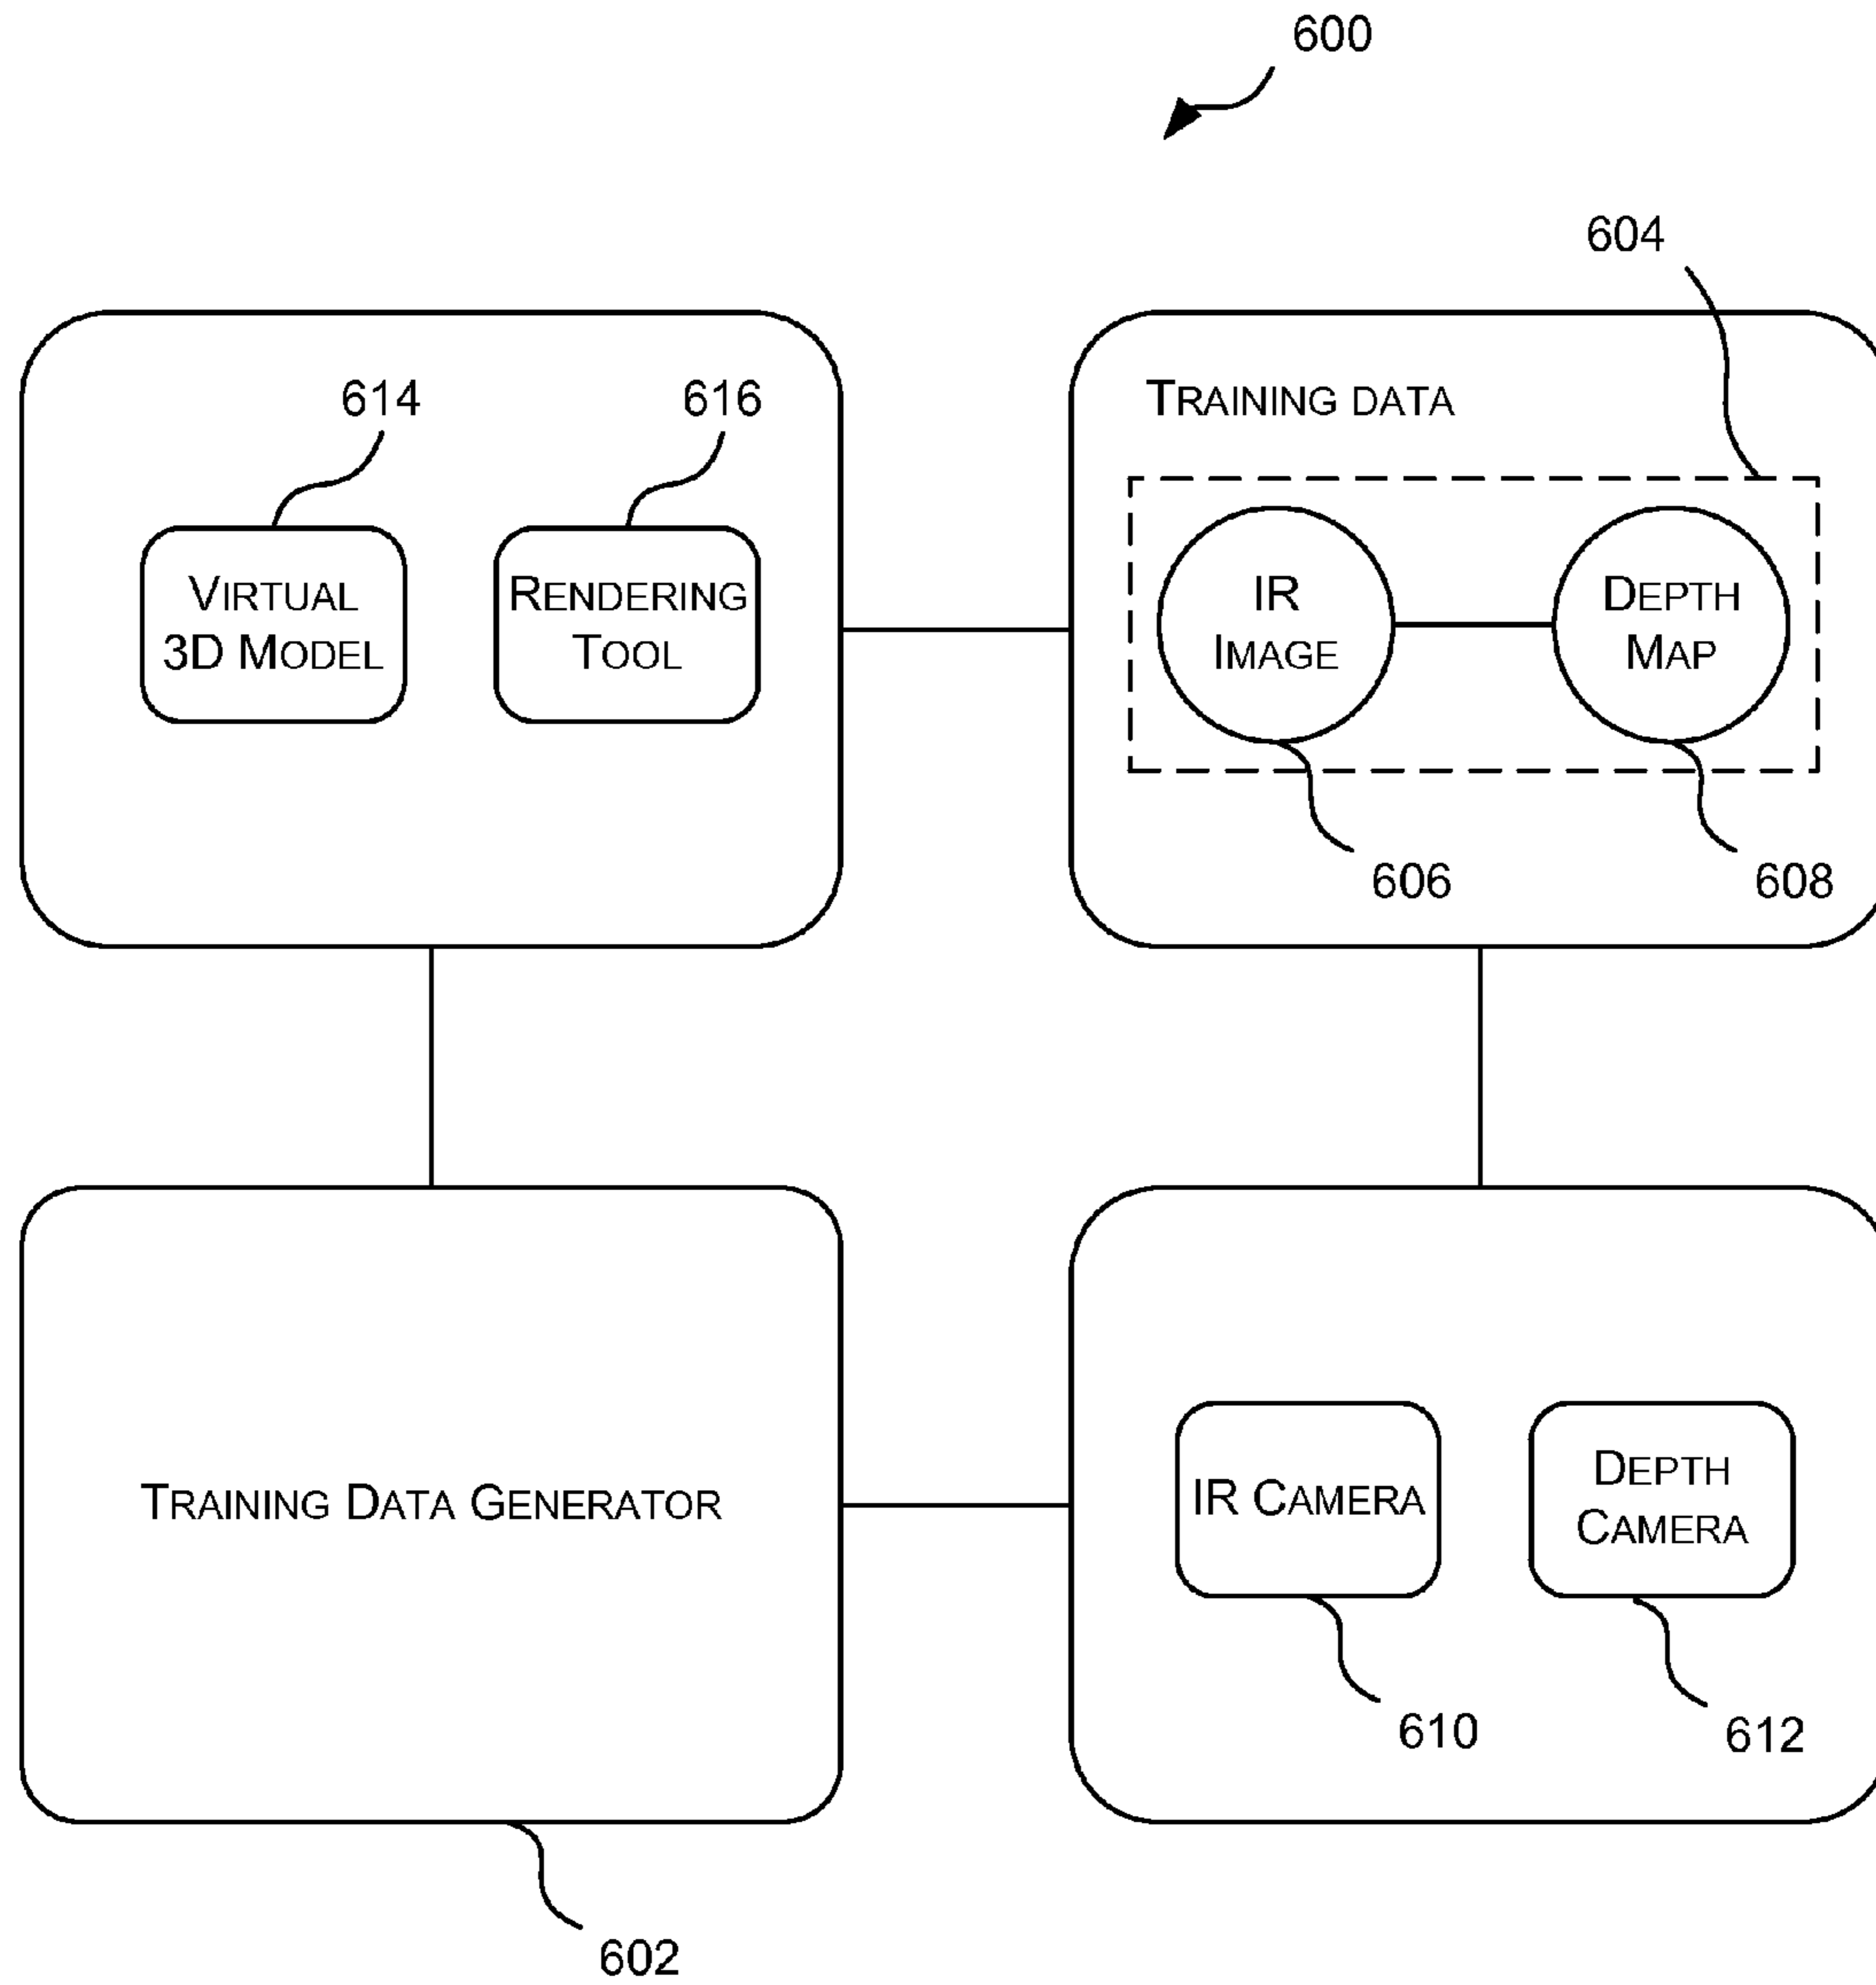 600
604
614
616
TRAINING DATA
VIRTUAL
3D MODEL
RENDERING
TOOL
IR
IMAGE
DEPTH
MAP
606
608
TRAINING DATA GENERATOR
IR CAMERA
DEPTH
CAMERA
610
612
602